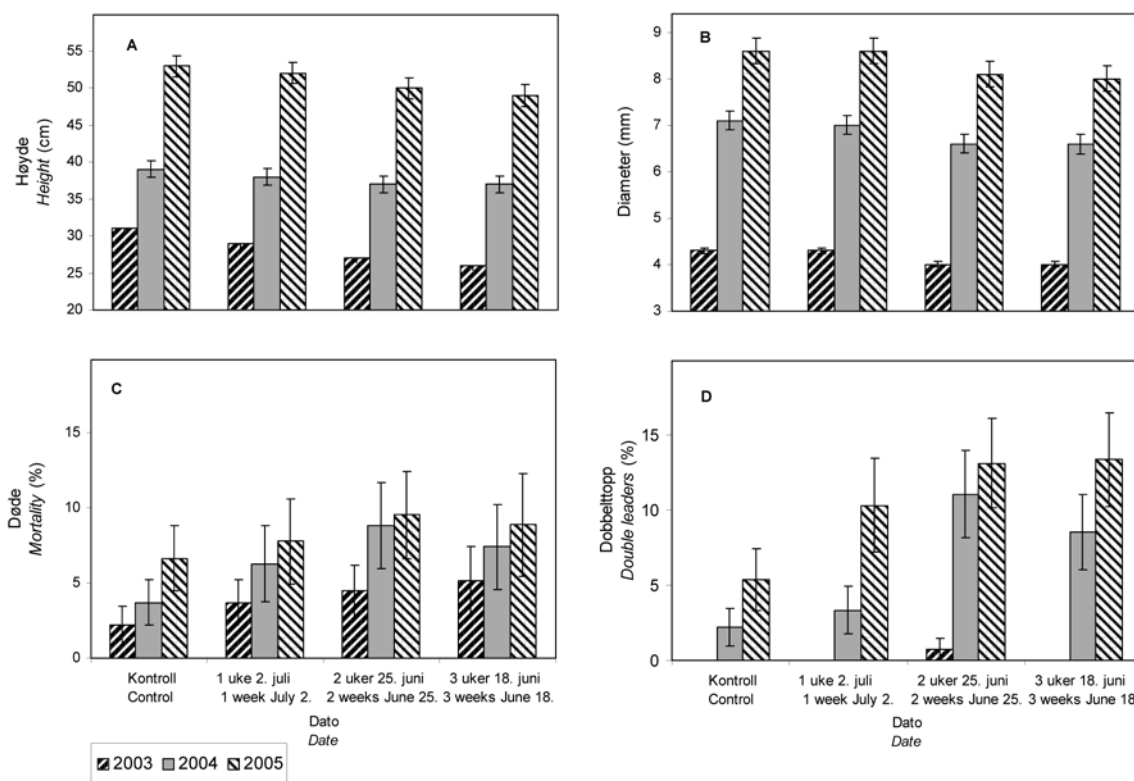 A
Høyde
Height (cm)
55
50
45
40
35
30
25
20
B
Diameter (mm)
9
8
7
6
5
4
3
C
Døde
Mortality (%)
15
10
5
0
Kontroll
Control
1 uke 2. juli
1 week July 2.
2 uker 25. juni
2 weeks June 25.
3 uker 18. juni
3 weeks June 18.
Dato
Date
D
Dobbelttopp
Double leaders (%)
15
10
5
0
Kontroll
Control
1 uke 2. juli
1 week July 2.
2 uker 25. juni
2 weeks June 25.
3 uker 18. juni
3 weeks June 18.
Dato
Date
2003 2004 2005